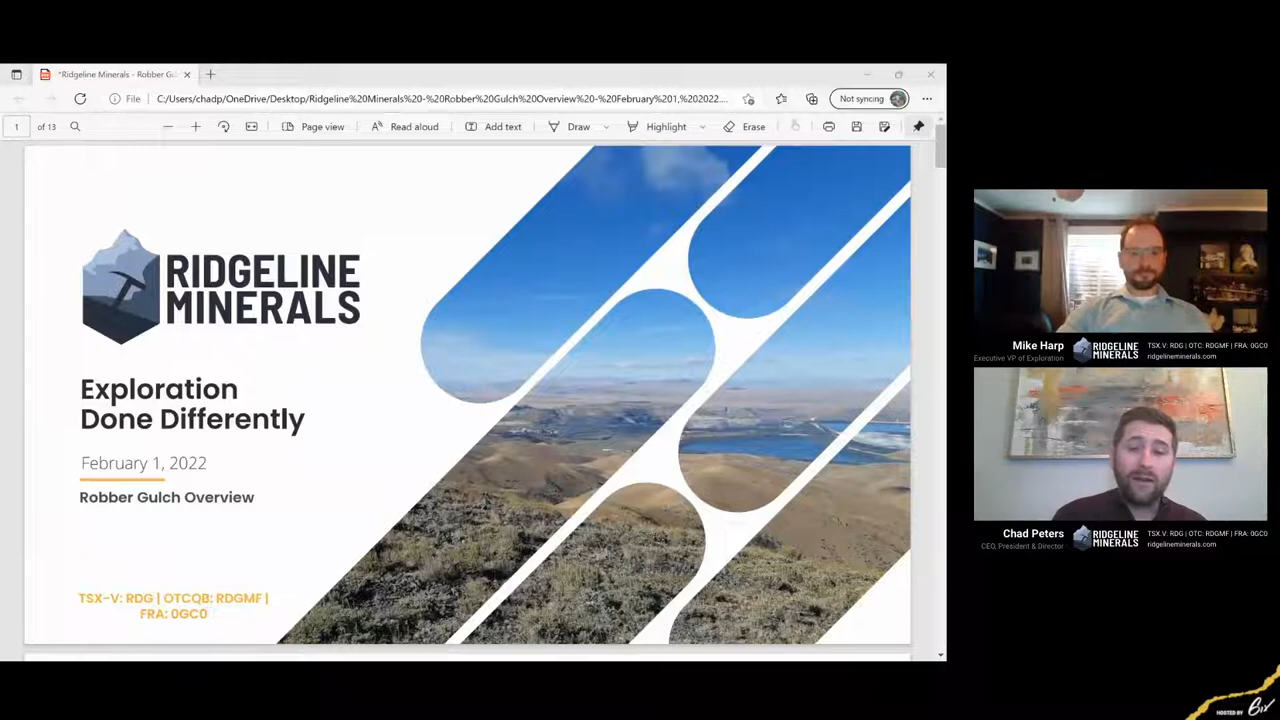 *Ridgeline Minerals - Robber Gu
File
C:/Users/chadp/OneDrive/Desktop/Ridgeline%20Minerals%20-%20Robber%20Gulch%20Overview%20-%20February%201,%202022....
Not syncing
1 of 13
Page view
Read aloud
Add text
Draw
Highlight
Erase
RIDGELINE
MINERALS
Exploration
Done Differently
February 1, 2022
Robber Gulch Overview
TSX-V: RDG | OTCQB: RDGMF |
FRA: 0GC0
Mike Harp
Executive VP of Exploration
RIDGELINE
MINERALS
TSX.V: RDG | OTC: RDGMF | FRA: 0GC0
ridgelineminerals.com
Chad Peters
CEO, President & Director
RIDGELINE
MINERALS
TSX.V: RDG | OTC: RDGMF | FRA: 0GC0
ridgelineminerals.com
HOSTED BY Bix